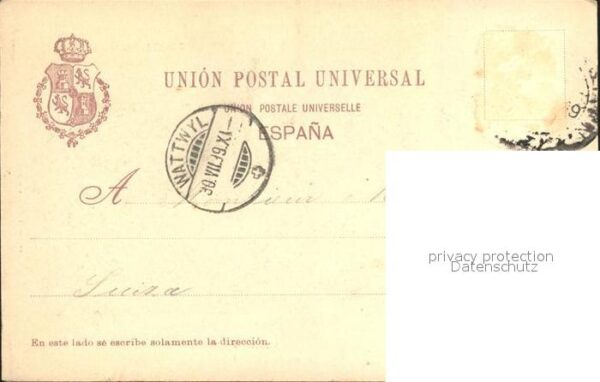 UNIÓN POSTAL UNIVERSAL
UNION POSTALE UNIVERSELLE
ESPAÑA
WATTWYL
A Monsieur
privacy protection
Datenschutz
Suiza
En este lado se escribe solamente la dirección.